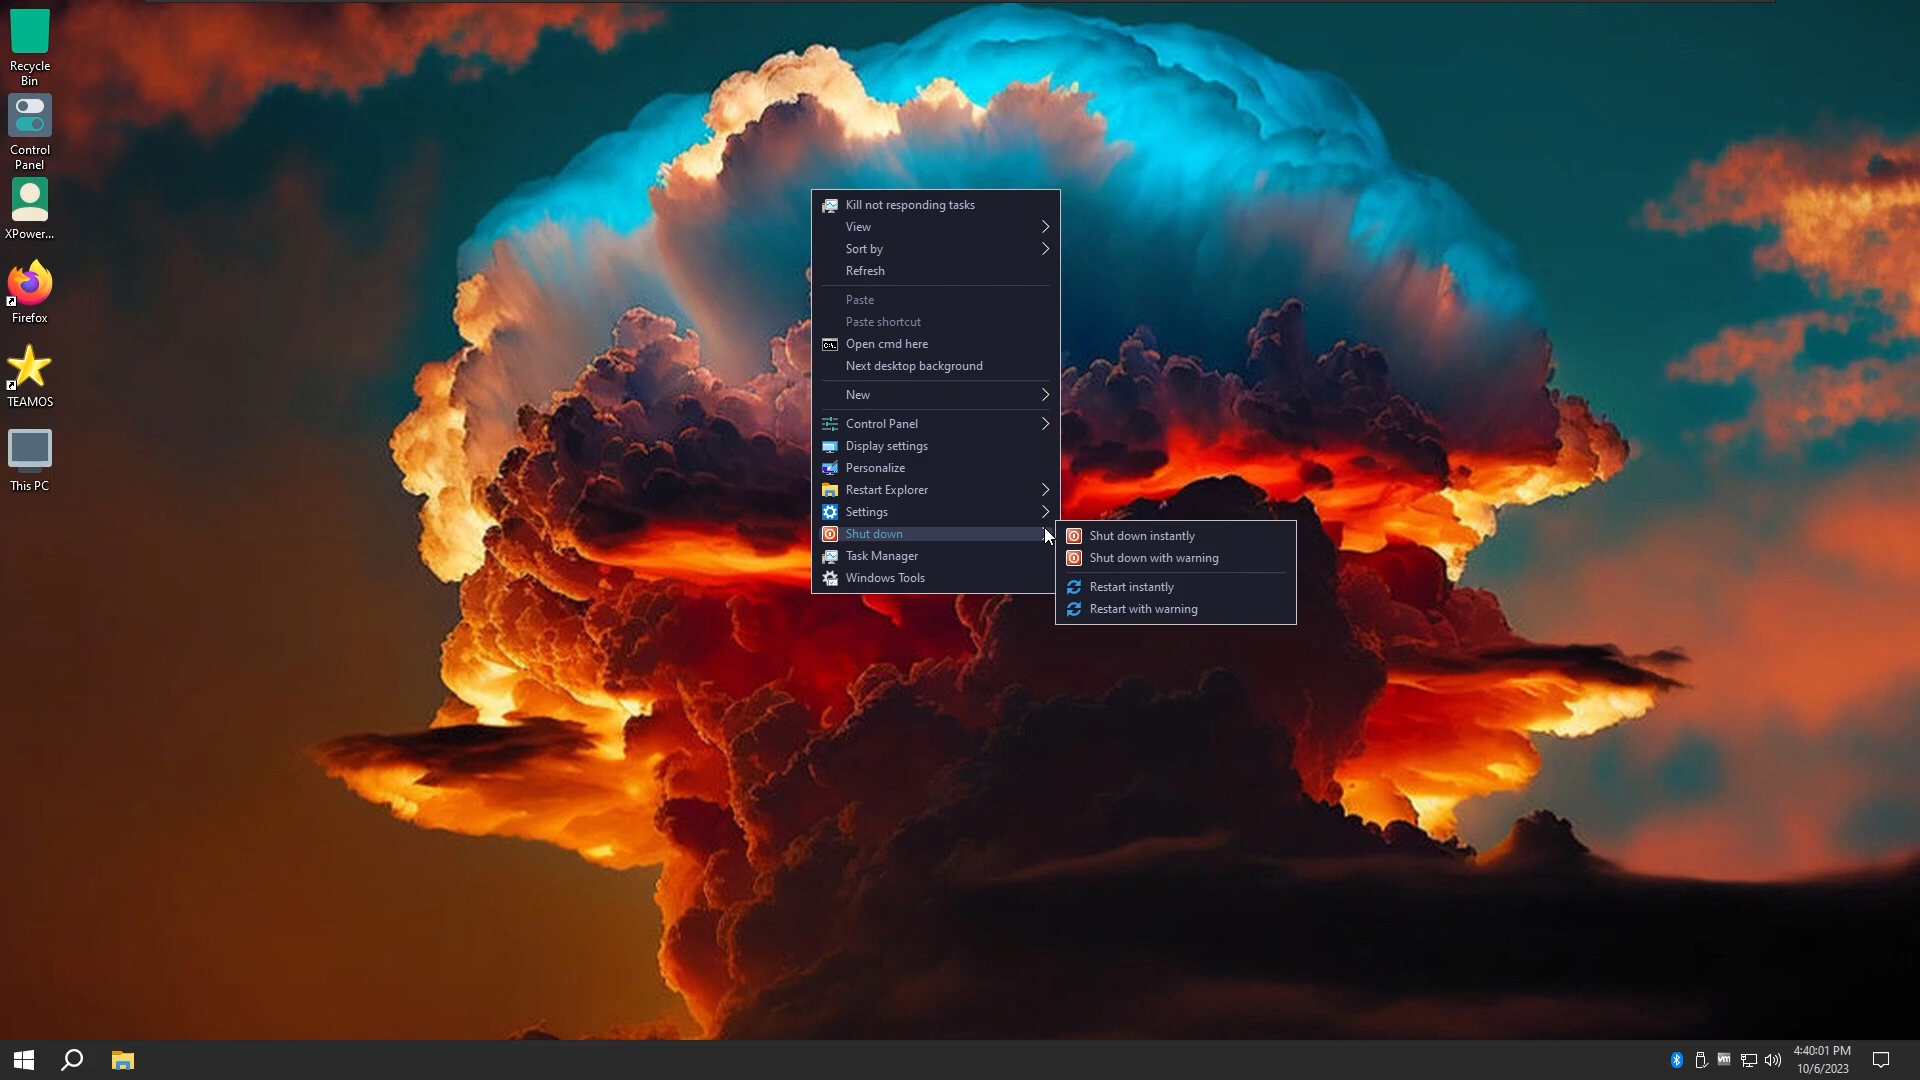 Recycle
Bin
Control
Panel
XPower...
Firefox
TEAMOS
This PC
Kill not responding tasks
View
Sort by
Refresh
Paste
Paste shortcut
C:\.
Open cmd here
Next desktop background
New
Control Panel
Display settings
Personalize
Restart Explorer
Settings
Shut down
Task Manager
Windows Tools
Shut down instantly
Shut down with warning
Restart instantly
Restart with warning
vm
4:40:01 PM
10/6/2023